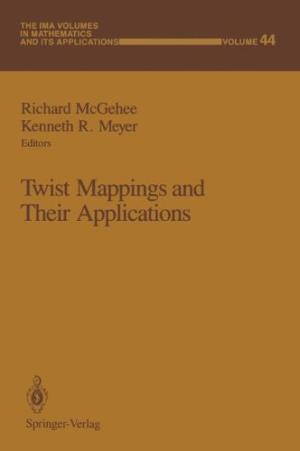 THE IMA VOLUMES
IN MATHEMATICS
AND ITS APPLICATIONS VOLUME 44
Richard McGehee
Kenneth R. Meyer
Editors
Twist Mappings and
Their Applications
Springer-Verlag